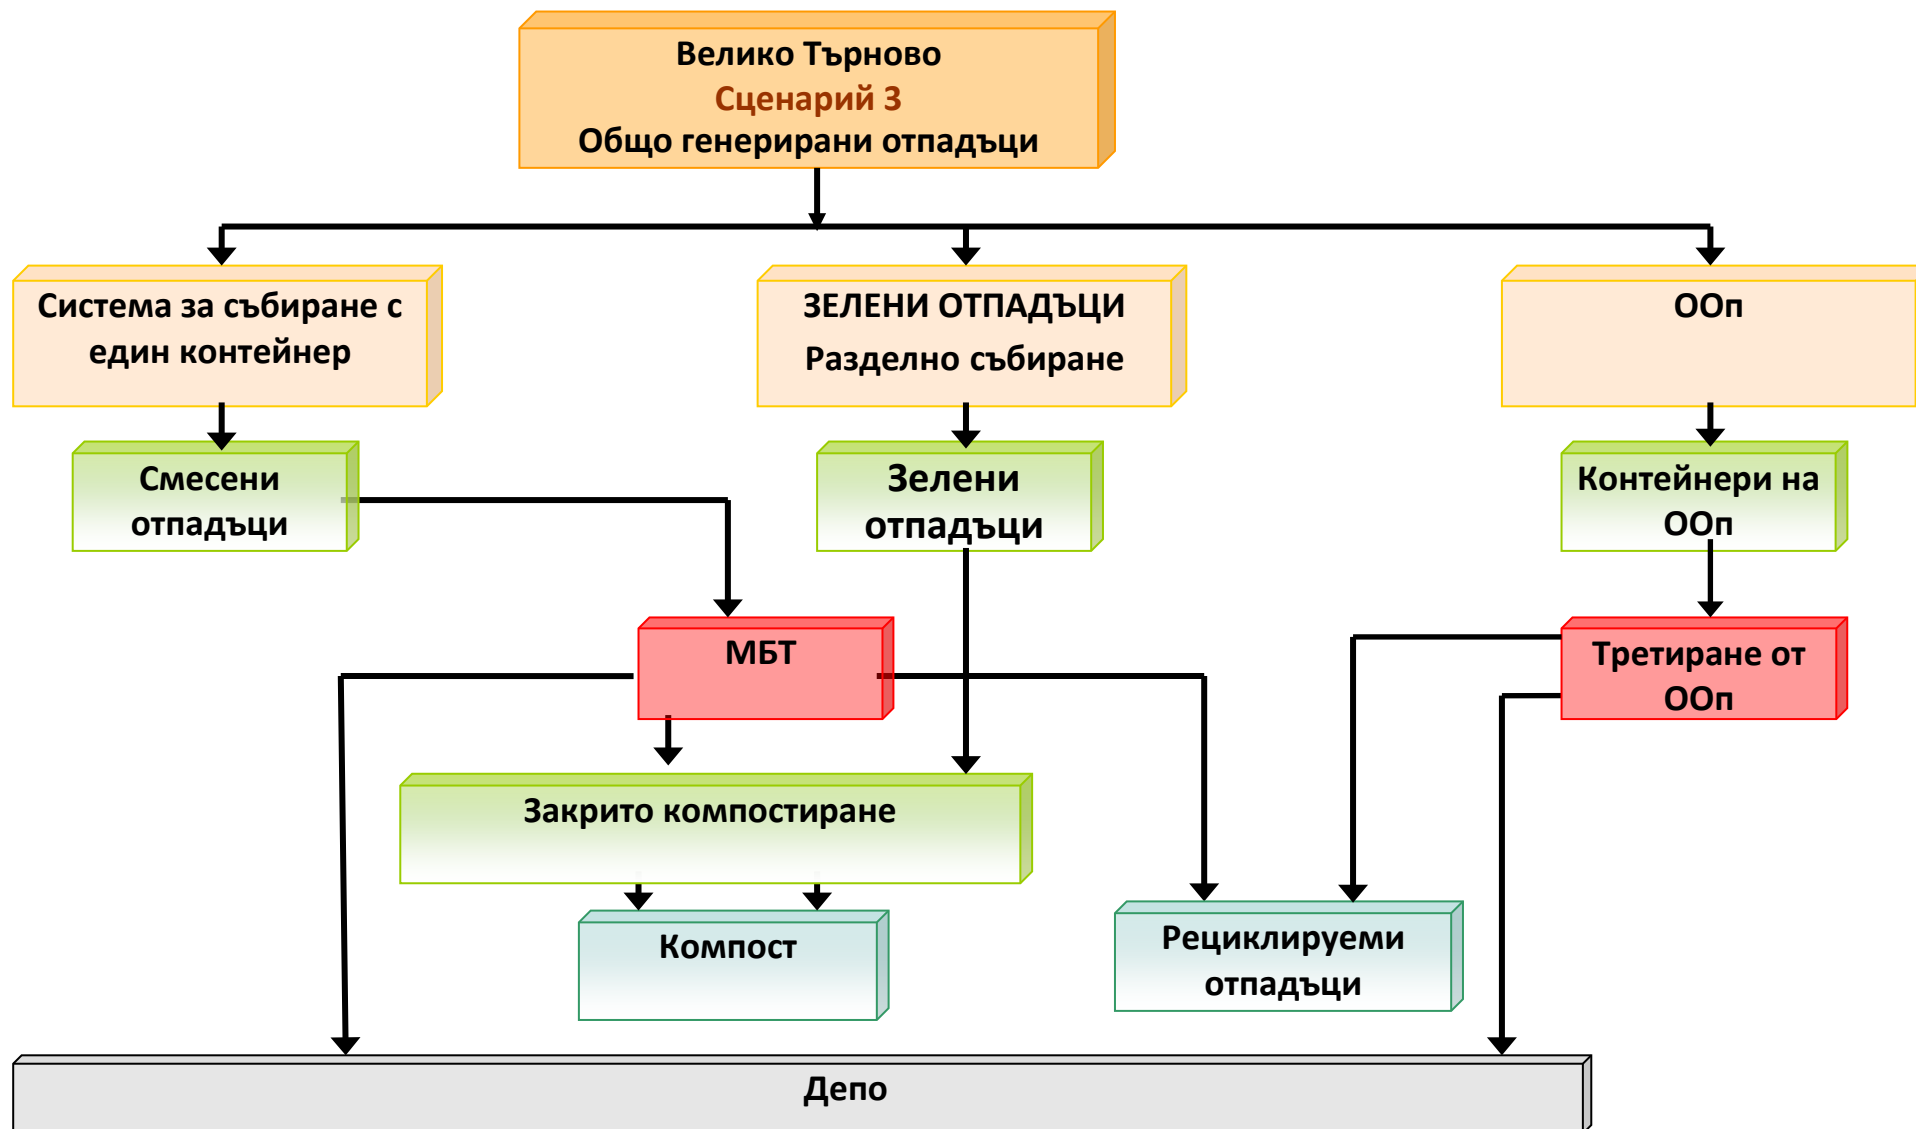 Велико Търново
Сценарий 3
Общо генерирани отпадъци
Система за събиране с
един контейнер
ЗЕЛЕНИ ОТПАДЪЦИ
Разделно събиране
ООп
Смесени
отпадъци
Зелени
отпадъци
Контейнери на
ООп
МБТ
Третиране от
ООп
Закрито компостиране
Компост
Рециклируеми
отпадъци
Депо